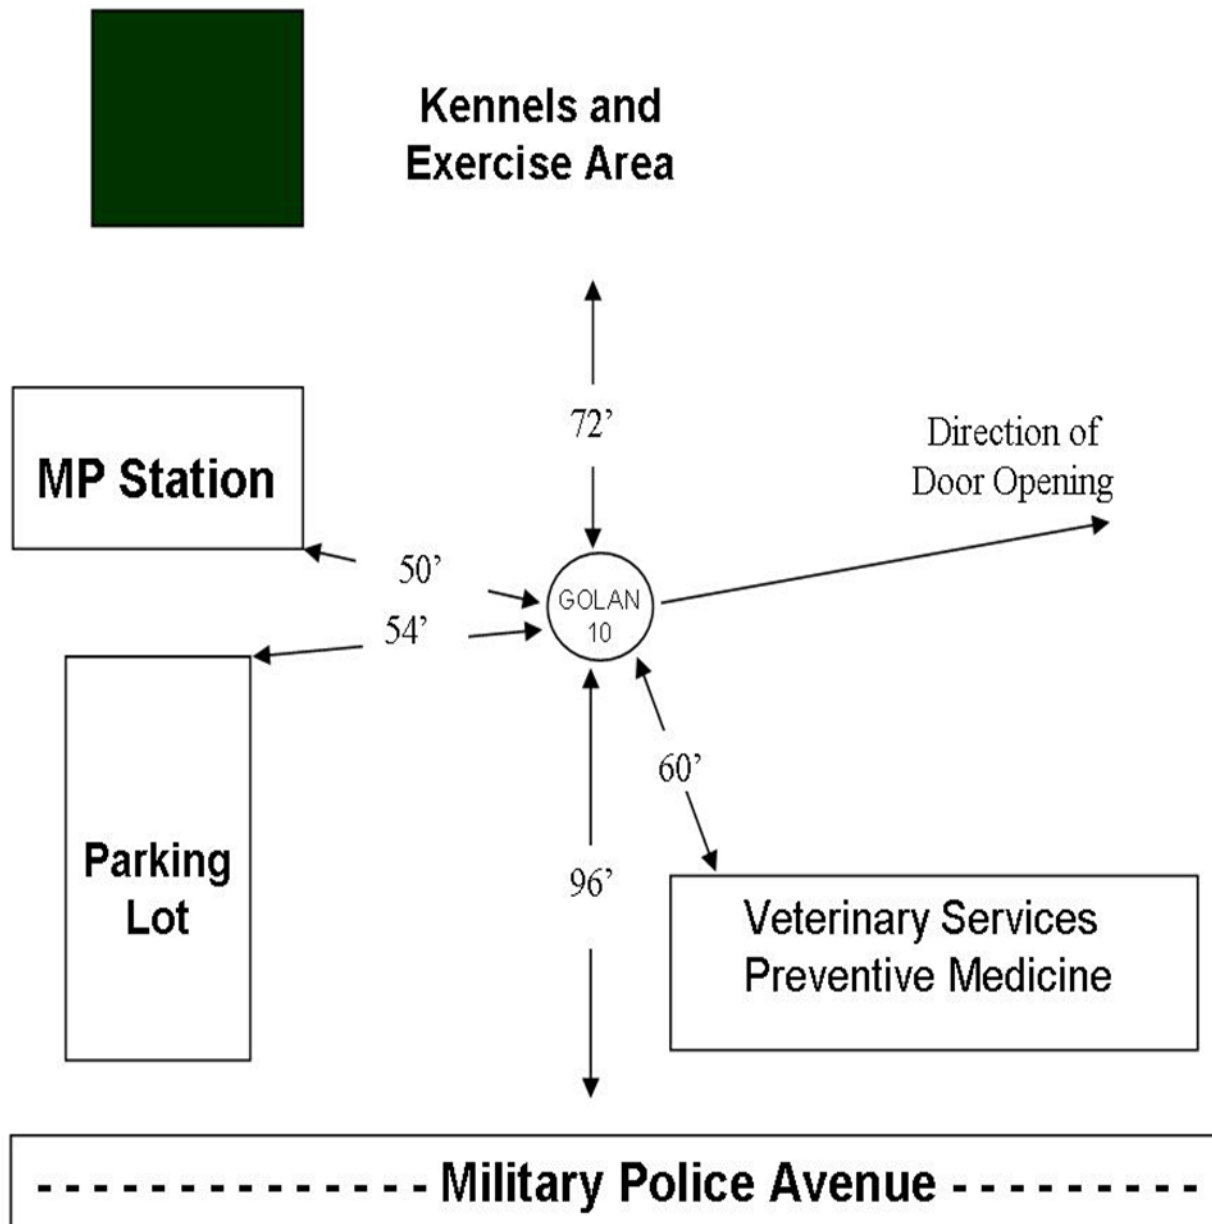 Kennels and
Exercise Area
72’
Direction of
Door Opening
MP Station
50’
GOLAN
10
54’
60’
96’
Parking
Lot
Veterinary Services
Preventive Medicine
- - - - - - - - - - - - - - Military Police Avenue - - - - - - - - -